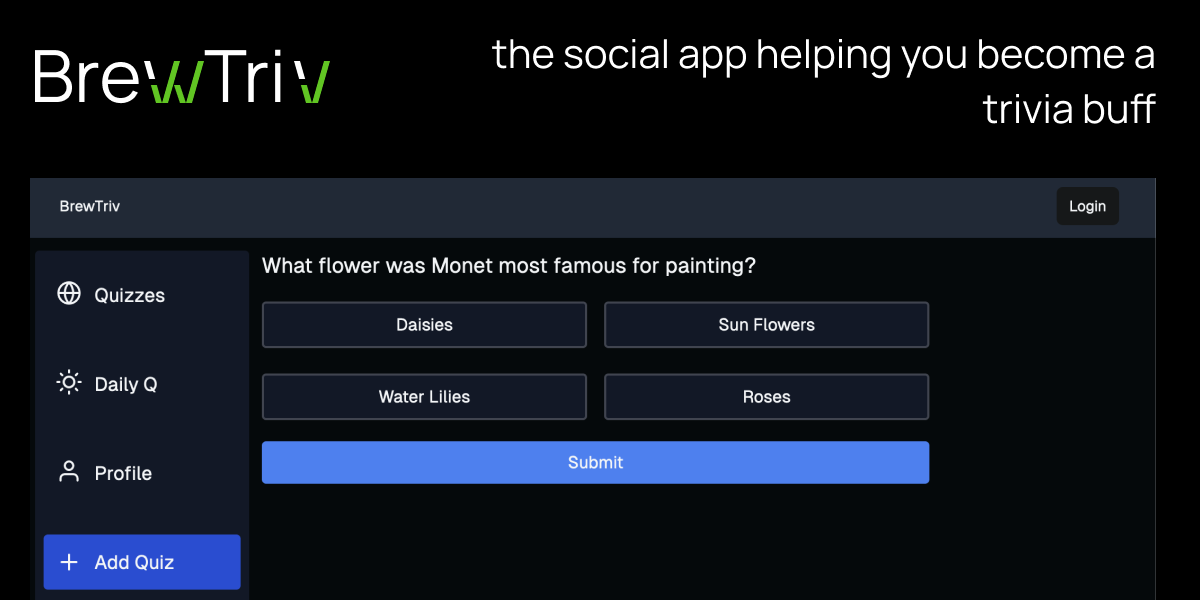 BrewTriv
the social app helping you become a
trivia buff
BrewTriv
Login
Quizzes
Daily Q
Profile
Add Quiz
What flower was Monet most famous for painting?
Daisies
Sun Flowers
Water Lilies
Roses
Submit